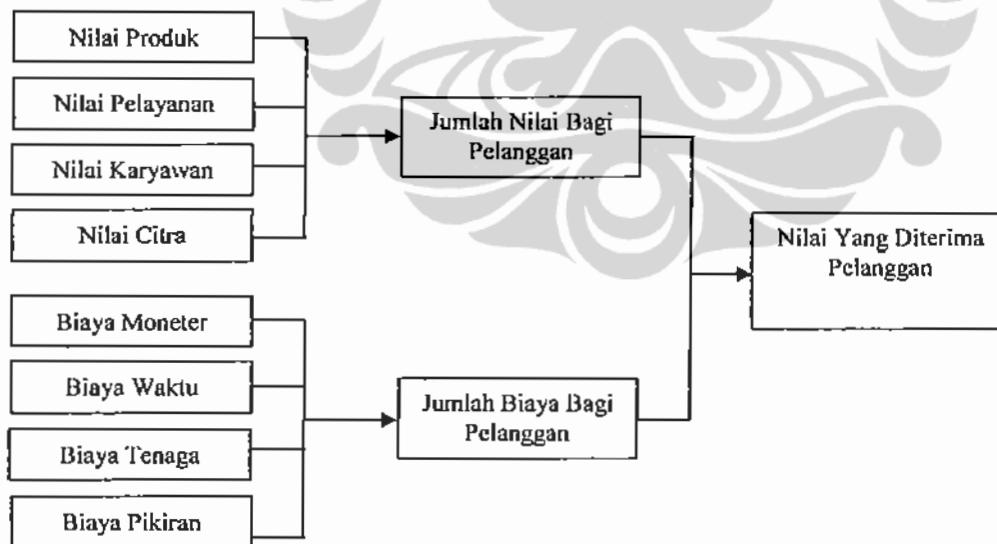 Nilai Produk
Nilai Pelayanan
Nilai Karyawan
Nilai Citra
Jumlah Nilai Bagi
Pelanggan
Nilai Yang Diterima
Pelanggan
Biaya Moneter
Biaya Waktu
Biaya Tenaga
Biaya Pikiran
Jumlah Biaya Bagi
Pelanggan